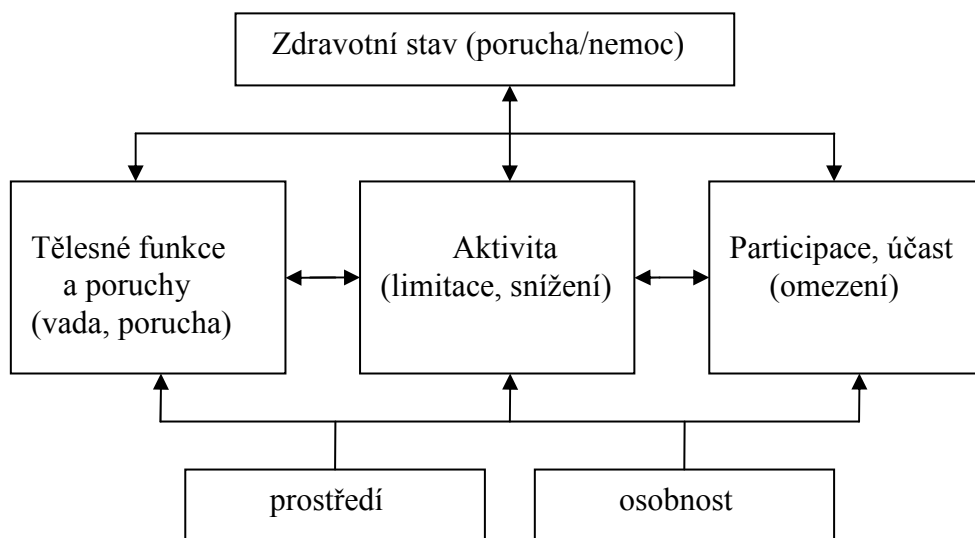 Zdravotní stav (porucha/nemoc)
Tělesné funkce
a poruchy
(vada, porucha)
Aktivita
(limitace, snížení)
Participace, účast
(omezení)
prostředí
osobnost